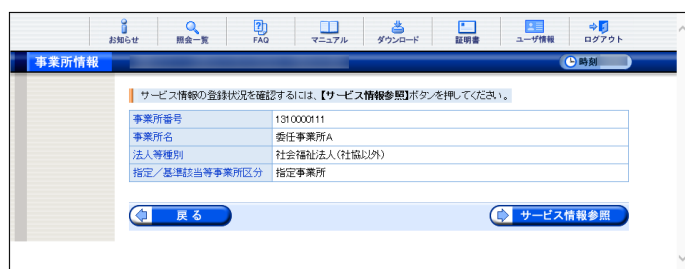 お知らせ 照会一覧 FAQ マニュアル ダウンロード 証明書 ユーザ情報 ログアウト
事業所情報 時刻
サービス情報の登録状況を確認するには、【サービス情報参照】ボタンを押してください。
事業所番号 1310000111
事業所名 委任事業所A
法人等種別 社会福祉法人(社協以外)
指定／基準該当等事業所区分 指定事業所
戻る サービス情報参照